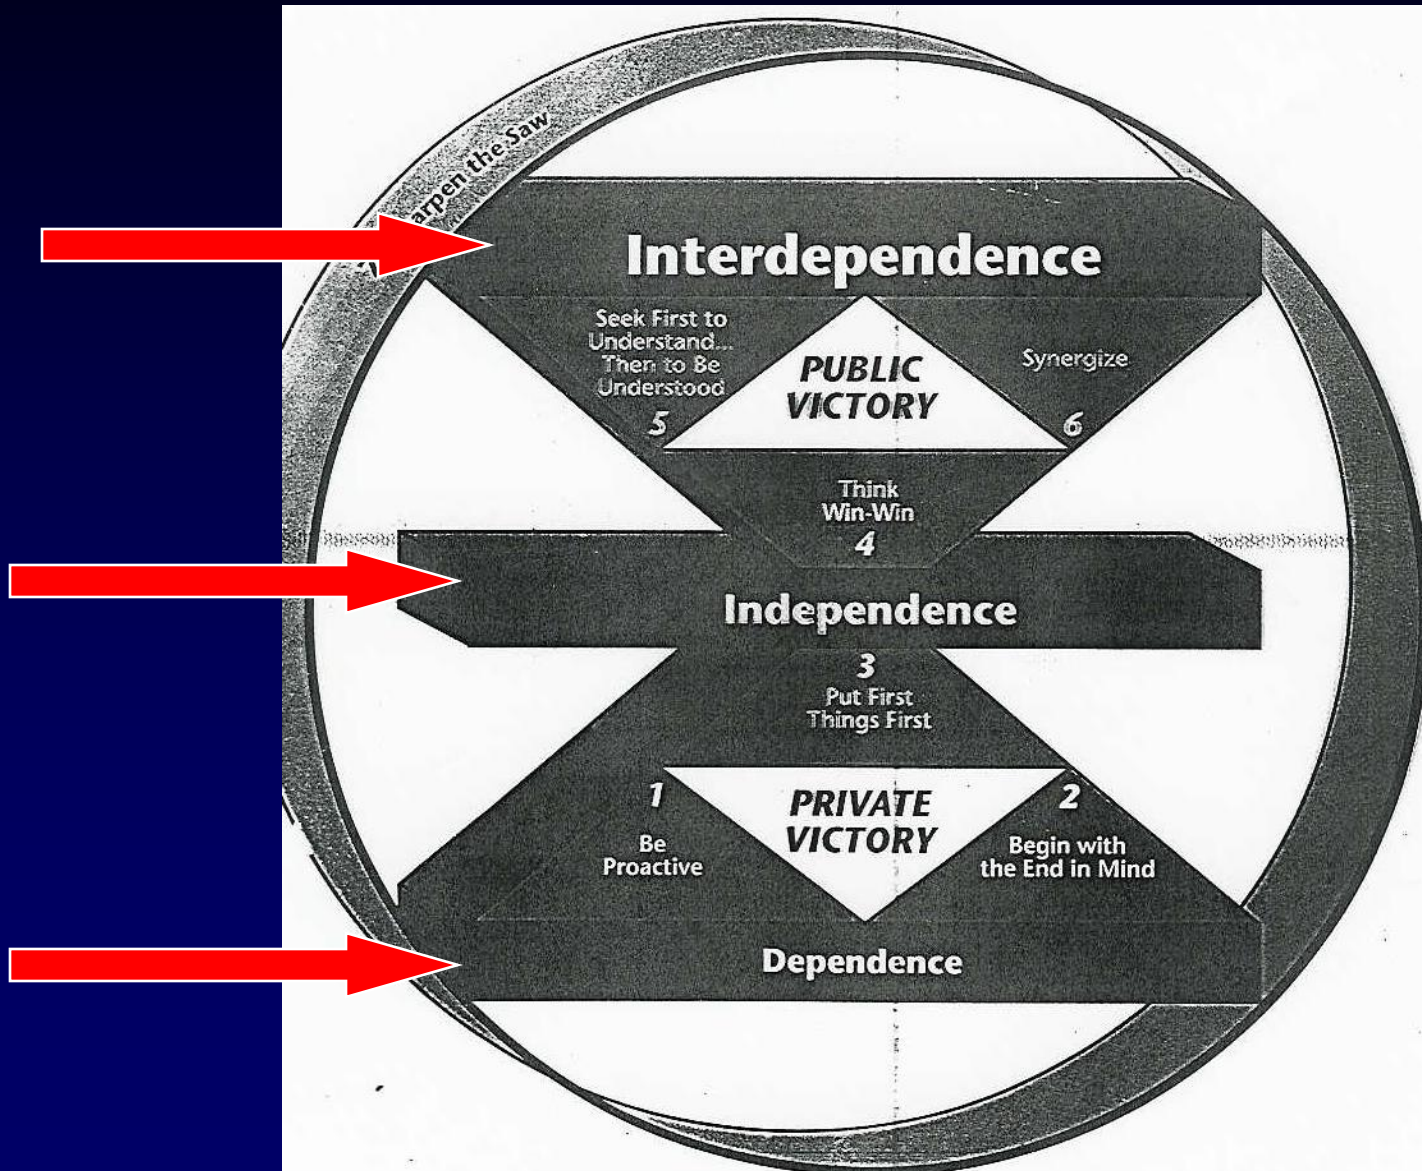 arpen the Saw
Interdependence
Seek First to
Understand...
Then to Be
Understood
5
PUBLIC
VICTORY
Synergize
6
Think
Win-Win
4
Independence
3
Put First
Things First
1
Be
Proactive
PRIVATE
VICTORY
2
Begin with
the End in Mind
Dependence